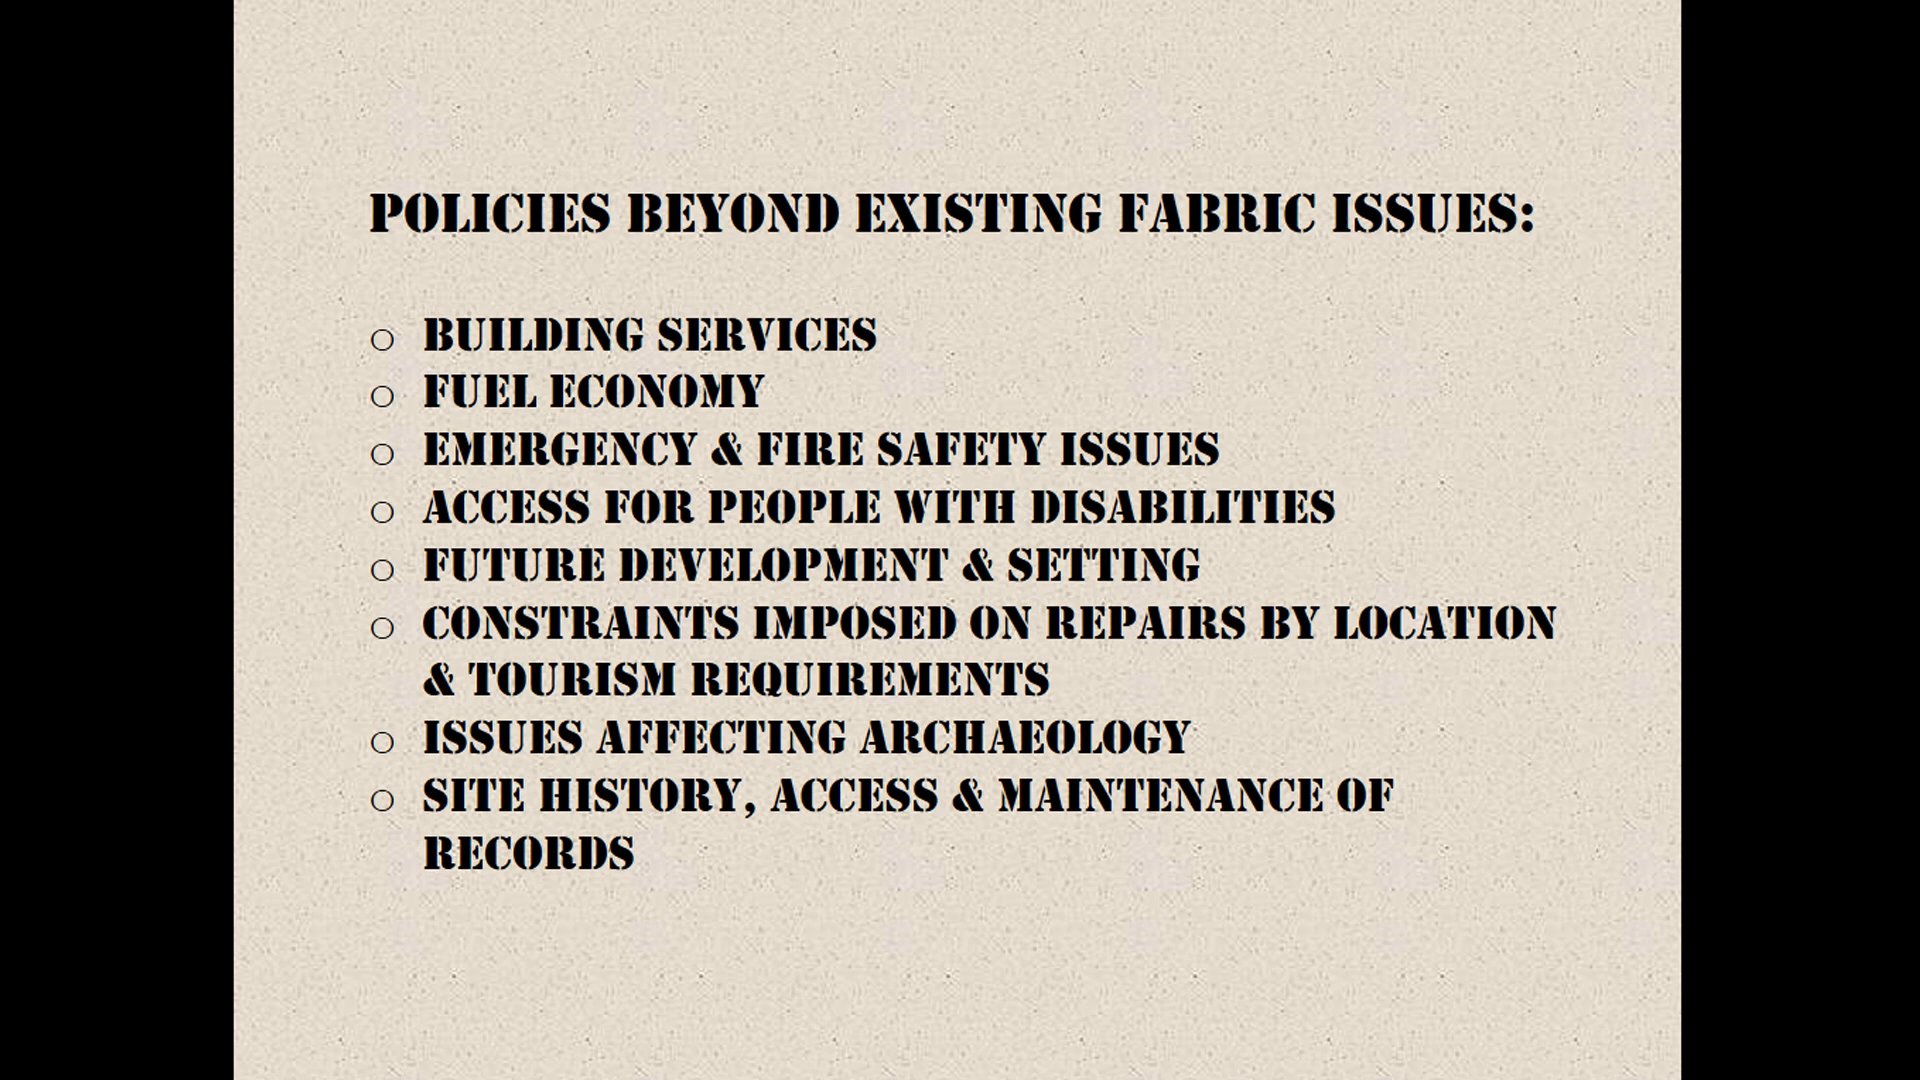 POLICIES BEYOND EXISTING FABRIC ISSUES:
○ BUILDING SERVICES
○ FUEL ECONOMY
○ EMERGENCY & FIRE SAFETY ISSUES
○ ACCESS FOR PEOPLE WITH DISABILITIES
○ FUTURE DEVELOPMENT & SETTING
○ CONSTRAINTS IMPOSED ON REPAIRS BY LOCATION
& TOURISM REQUIREMENTS
○ ISSUES AFFECTING ARCHAEOLOGY
○ SITE HISTORY, ACCESS & MAINTENANCE OF
RECORDS